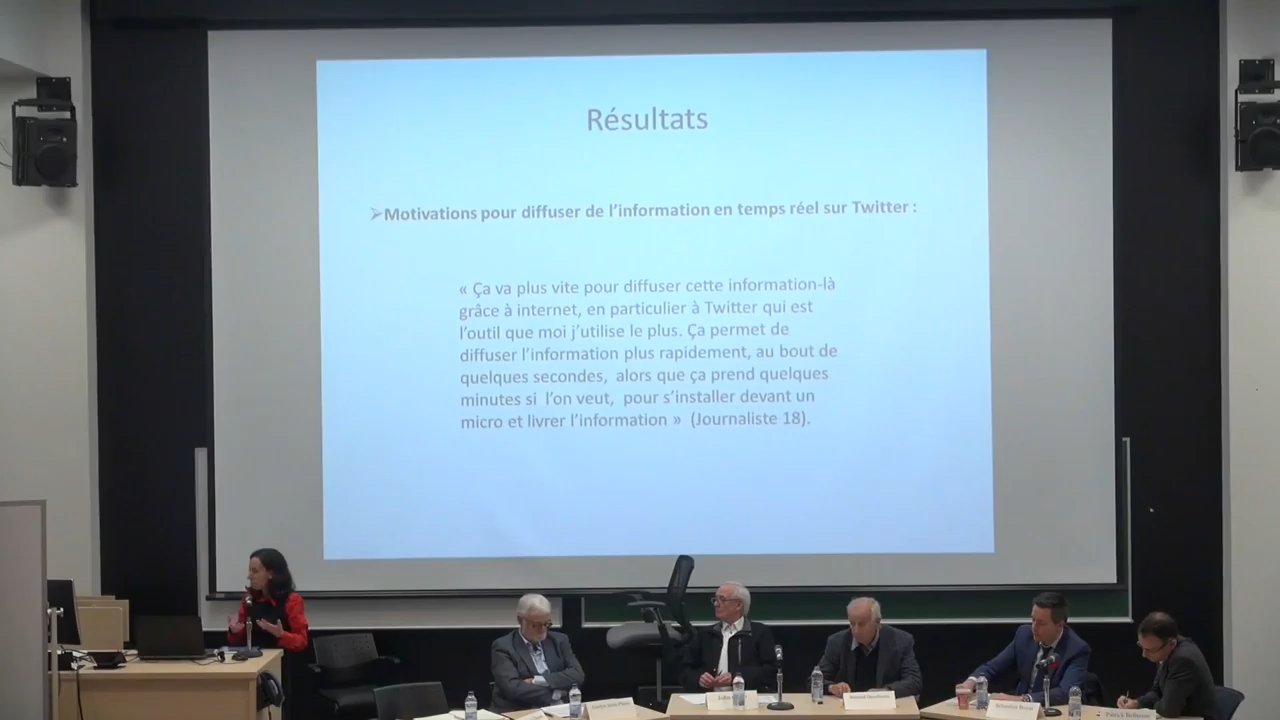 Résultats
➢Motivations pour diffuser de l'information en temps réel sur Twitter :
« Ça va plus vite pour diffuser cette information-là
grâce à internet, en particulier à Twitter qui est
l'outil que moi j'utilise le plus. Ça permet de
diffuser l'information plus rapidement, au bout de
quelques secondes, alors que ça prend quelques
minutes si l'on veut, pour s'installer devant un
micro et livrer l'information » (Journaliste 18).